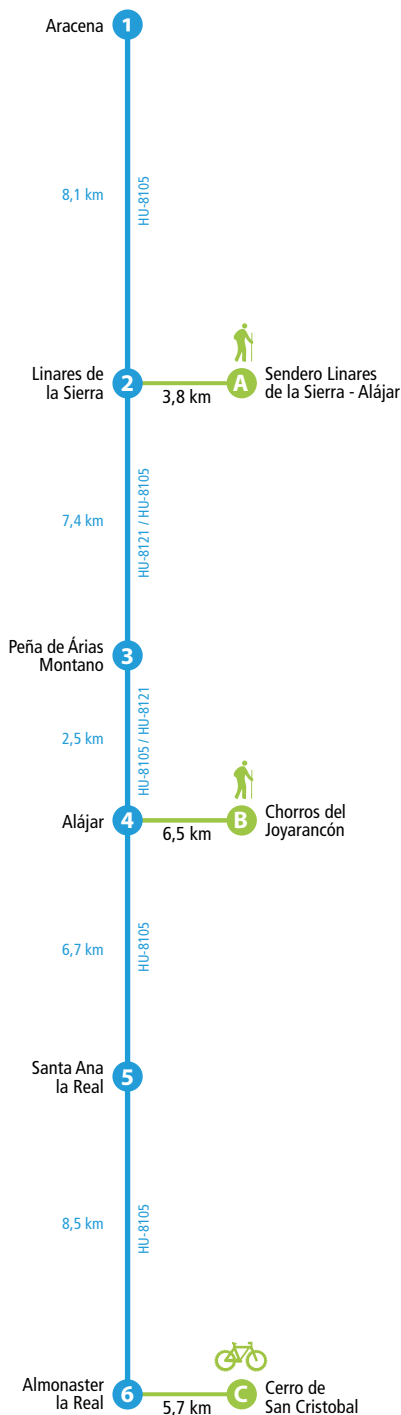 Aracena
1
8,1 km
HU-8105
Linares de
la Sierra
2
3,8 km
A
Sendero Linares
de la Sierra - Alájar
7,4 km
HU-8121 / HU-8105
Peña de Árias
Montano
3
2,5 km
HU-8105 / HU-8121
Alájar
4
6,5 km
B
Chorros del
Joyarancón
6,7 km
HU-8105
Santa Ana
la Real
5
8,5 km
HU-8105
Almonaster
la Real
6
5,7 km
C
Cerro de
San Cristobal